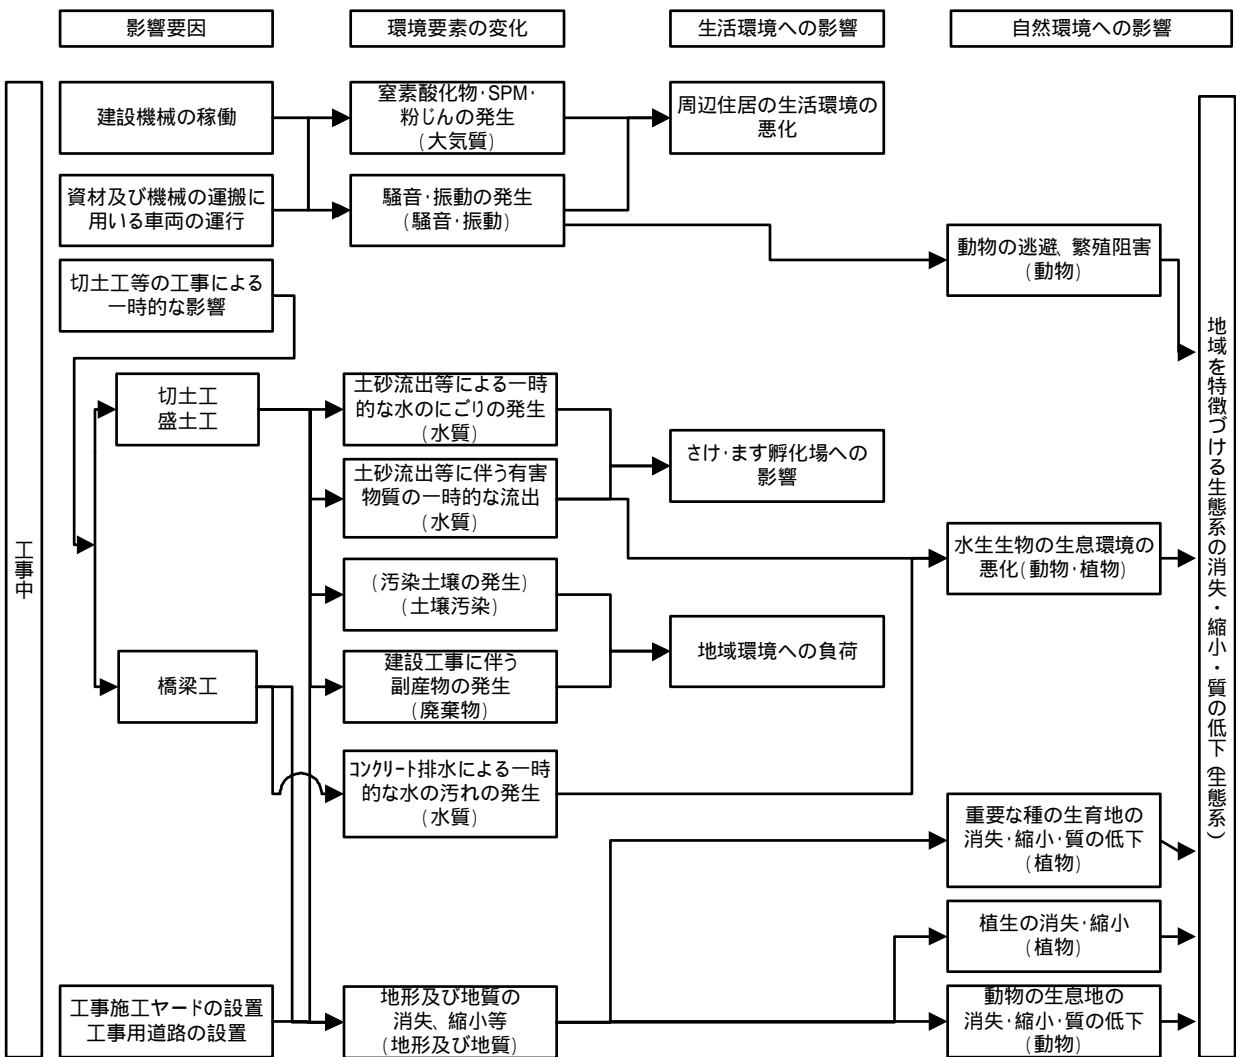 影響要因
環境要素の変化
生活環境への影響
自然環境への影響
工事中
建設機械の稼働
窒素酸化物･SPM･
粉じんの発生
(大気質)
周辺住居の生活環境の
悪化
資材及び機械の運搬に
用いる車両の運行
騒音･振動の発生
(騒音･振動)
動物の逃避、繁殖阻害
(動物)
切土工等の工事による
一時的な影響
切土工
盛土工
土砂流出等による一時
的な水のにごりの発生
(水質)
さけ･ます孵化場への
影響
土砂流出等に伴う有害
物質の一時的な流出
(水質)
水生生物の生息環境の
悪化(動物･植物)
(汚染土壌の発生)
(土壌汚染)
地域環境への負荷
橋梁工
建設工事に伴う
副産物の発生
(廃棄物)
コンクリート排水による一時
的な水の汚れの発生
(水質)
重要な種の生育地の
消失･縮小･質の低下
(植物)
植生の消失･縮小
(植物)
工事施工ヤードの設置
工事用道路の設置
地形及び地質の
消失、縮小等
(地形及び地質)
動物の生息地の
消失･縮小･質の低下
(動物)
地域を特徴づける生態系の消失・縮小・質の低下(生態系)